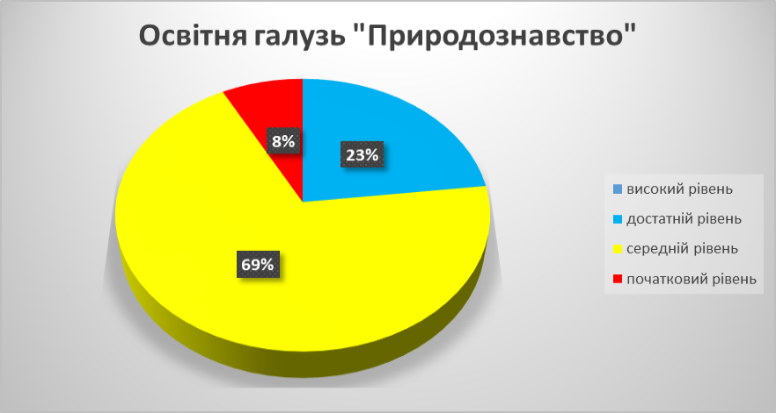 Освітня галузь "Природознавство"
8%
23%
69%
високий рівень
достатній рівень
середній рівень
початковий рівень